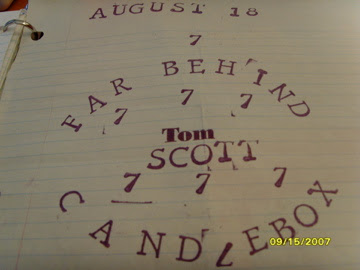 AUGUST 18
7
FAR BEHIND
7 7 7
Tom
SCOTT
7 7 7
CANDLEBOX
09/15/2007